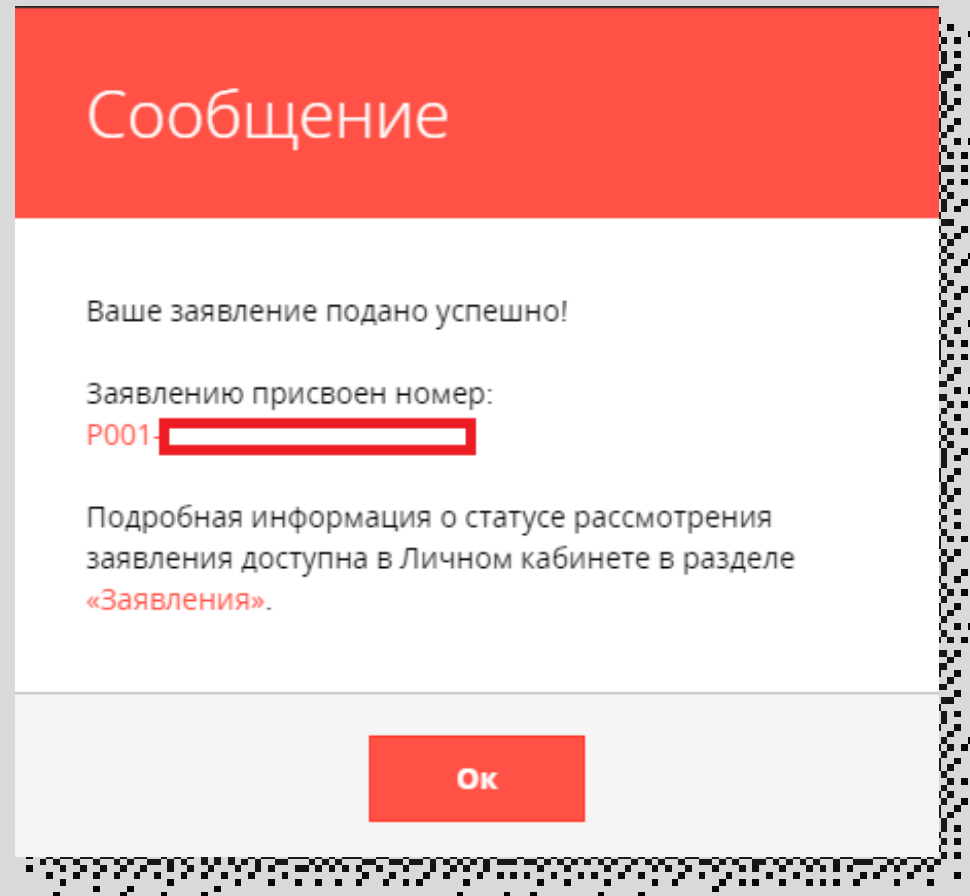 Сообщение
Ваше заявление подано успешно!
Заявлению присвоен номер:
P001-
Подробная информация о статусе рассмотрения
заявления доступна в Личном кабинете в разделе
«Заявления».
Ок